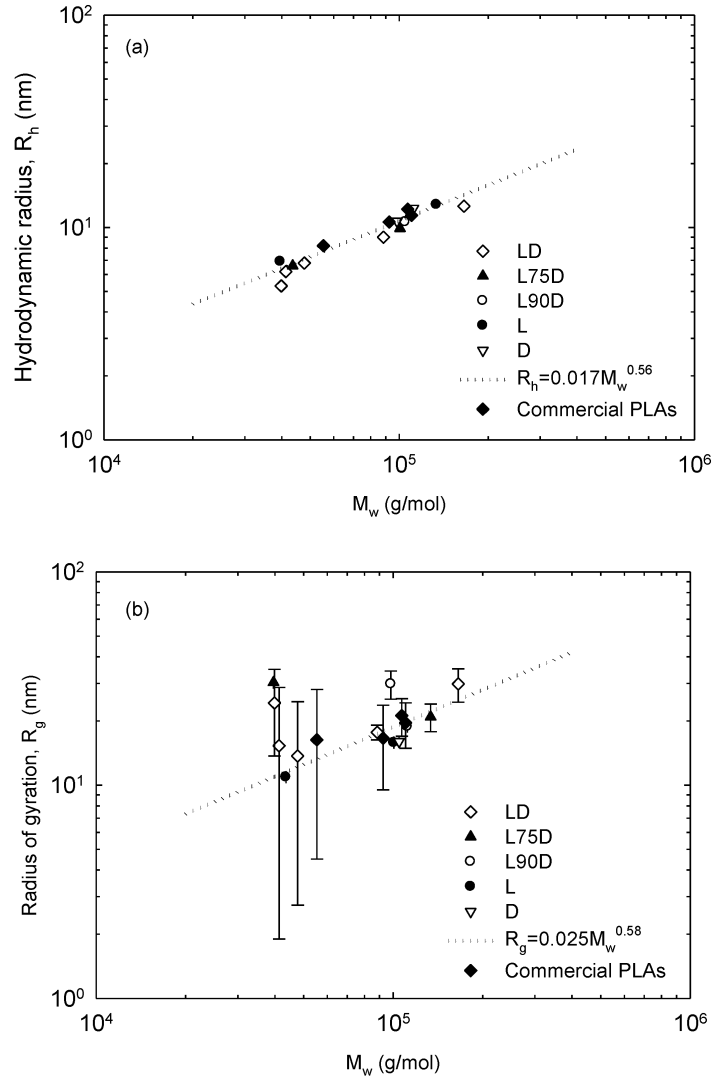 10²
(a)
Hydrodynamic radius, Rₕ (nm)
10¹
LD
L75D
L90D
L
D
Rₕ=0.017M_w^0.56
Commercial PLAs
10⁰
10⁴ 10⁵ 10⁶
M_w (g/mol)
10²
(b)
Radius of gyration, R_g (nm)
10¹
LD
L75D
L90D
L
D
R_g=0.025M_w^0.58
Commercial PLAs
10⁰
10⁴ 10⁵ 10⁶
M_w (g/mol)